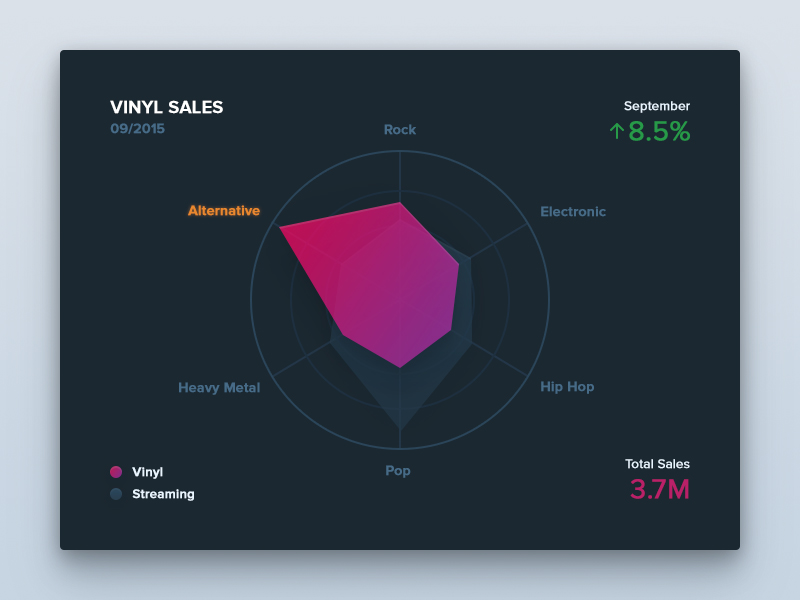 VINYL SALES
09/2015
September
↑8.5%
Rock
Alternative
Electronic
Heavy Metal
Hip Hop
Pop
Vinyl
Streaming
Total Sales
3.7M